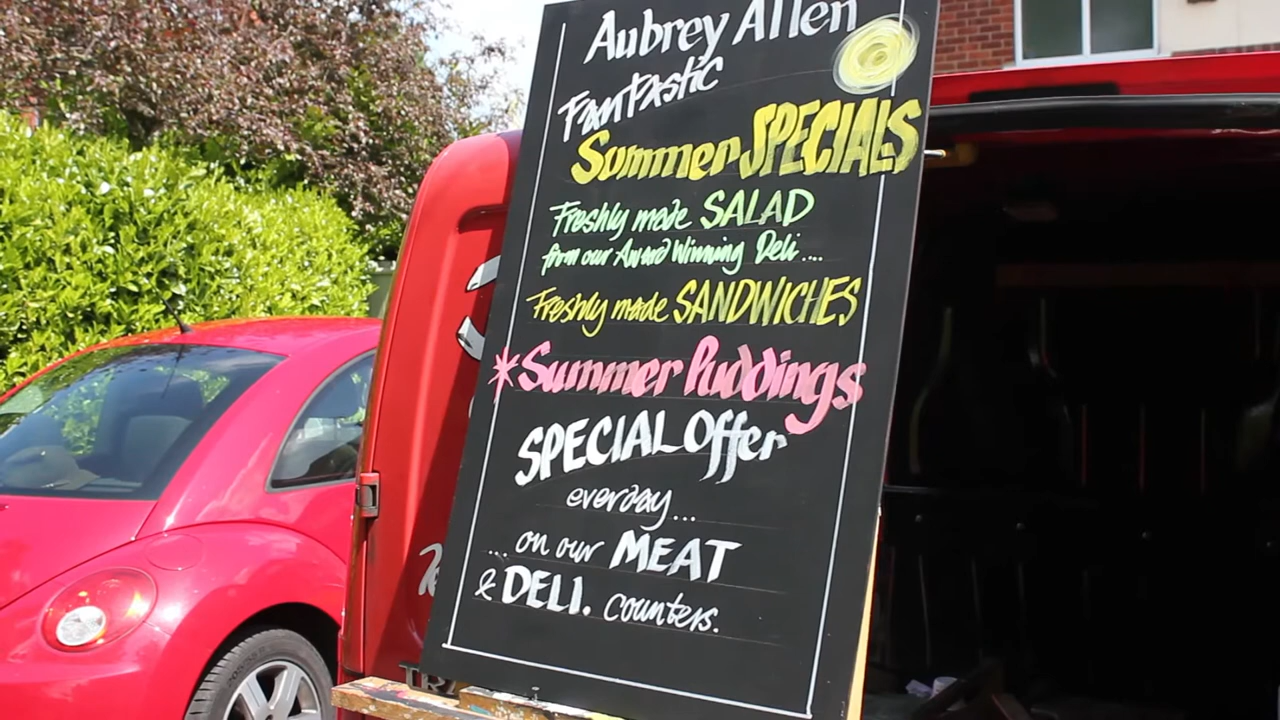 Aubrey Allen
Fantastic
Summer SPECIALS
Freshly made SALAD
from our Award Winning Deli....
Freshly made SANDWICHES
*Summer Puddings
SPECIAL Offer
everday...
... on our MEAT
& DELI. counters.